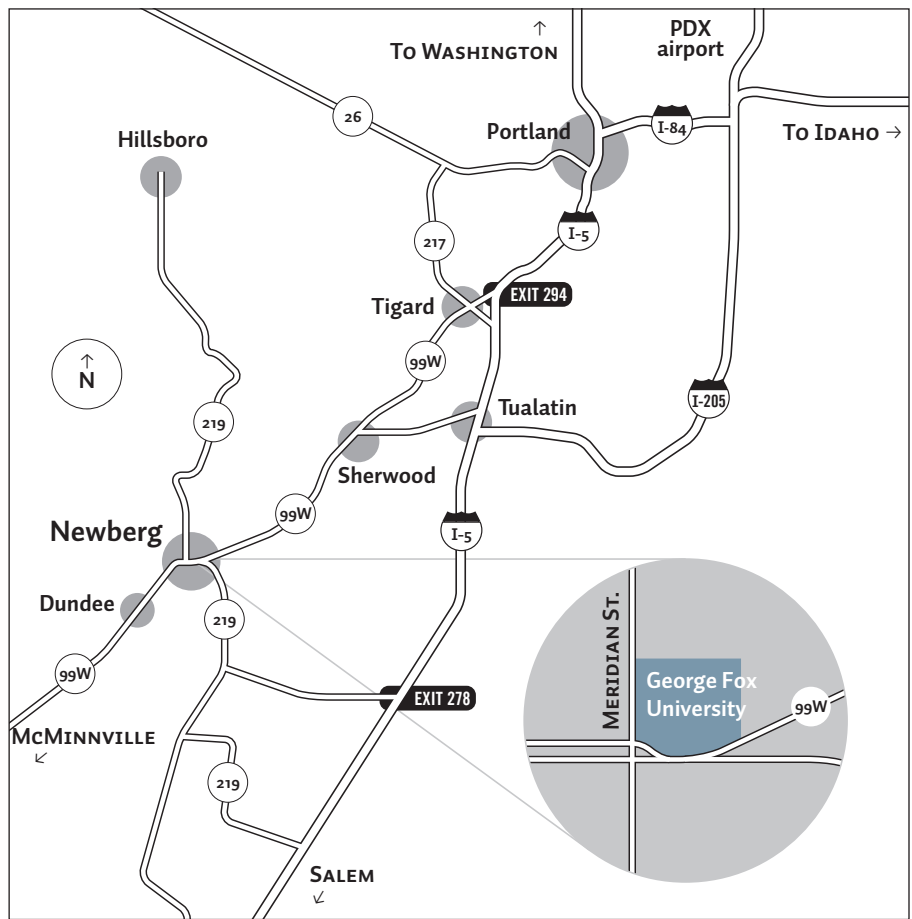 ↑
To Washington
PDX
airport
26
Portland
I-84
To Idaho →
Hillsboro
217
I-5
Tigard
EXIT 294
↑
N
99W
I-205
219
Tualatin
Sherwood
99W
Newberg
I-5
Dundee
219
99W
EXIT 278
McMinnville
↙
219
Salem
↙
Meridian St.
George Fox
University
99W